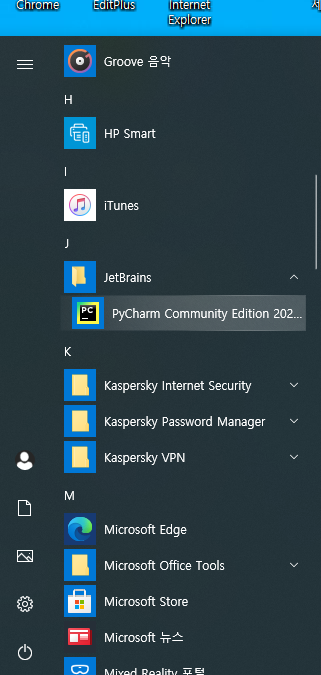 Chrome
EditPlus
Internet
Explorer
Groove 음악
H
HP Smart
I
iTunes
J
JetBrains
PC
PyCharm Community Edition 202...
K
Kaspersky Internet Security
Kaspersky Password Manager
Kaspersky VPN
M
Microsoft Edge
Microsoft Office Tools
Microsoft Store
Microsoft 뉴스
Mixed Reality 포털